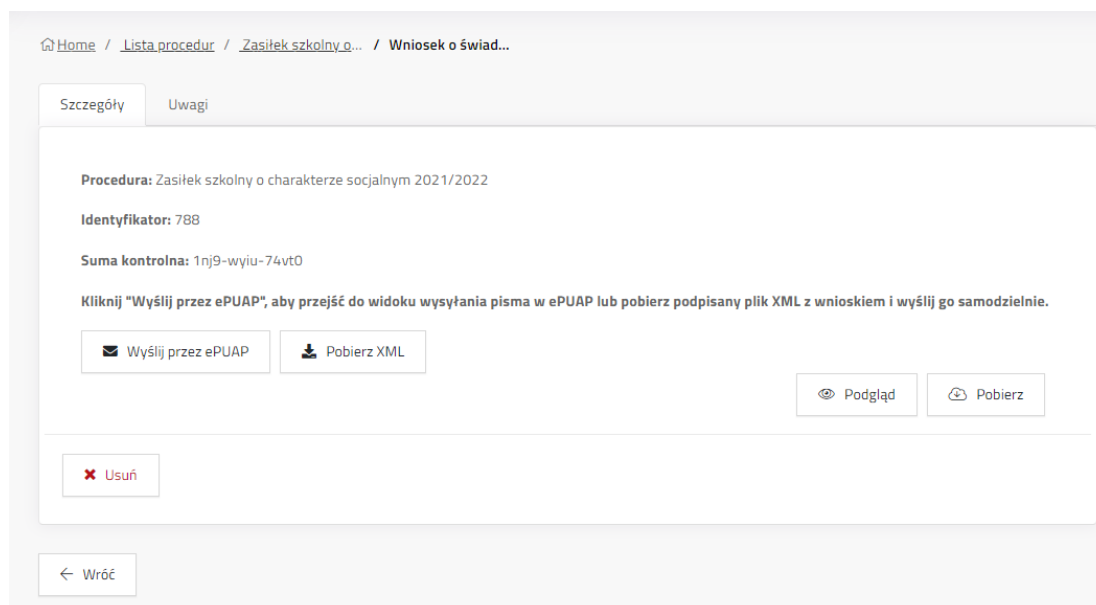 Home / Lista procedur / Zasiłek szkolny o... / Wniosek o świad...
Szczegóły Uwagi
Procedura: Zasiłek szkolny o charakterze socjalnym 2021/2022
Identyfikator: 788
Suma kontrolna: 1nj9-wyiu-74vt0
Kliknij "Wyślij przez ePUAP", aby przejść do widoku wysyłania pisma w ePUAP lub pobierz podpisany plik XML z wnioskiem i wyślij go samodzielnie.
Wyślij przez ePUAP Pobierz XML
Podgląd Pobierz
Usuń
Wróć